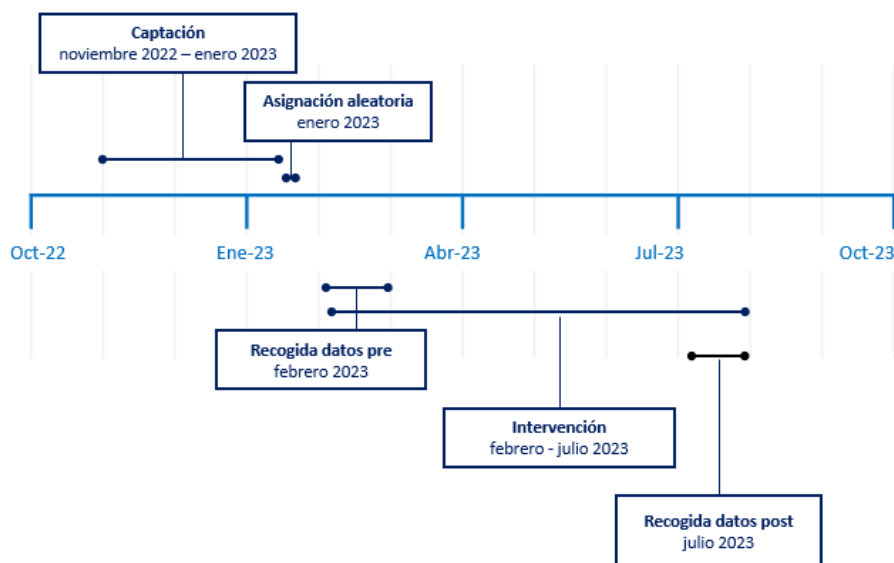 Captación
noviembre 2022 – enero 2023
Asignación aleatoria
enero 2023
Oct-22
Ene-23
Abr-23
Jul-23
Oct-23
Recogida datos pre
febrero 2023
Intervención
febrero - julio 2023
Recogida datos post
julio 2023